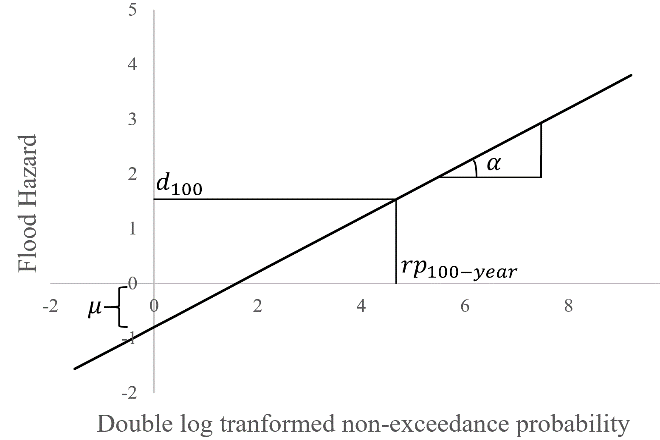 5
4
3
2
1
0
-1
-2
-2 0 2 4 6 8
Flood Hazard
d₁₀₀
α
rp₁₀₀₋year
μ
Double log tranformed non-exceedance probability